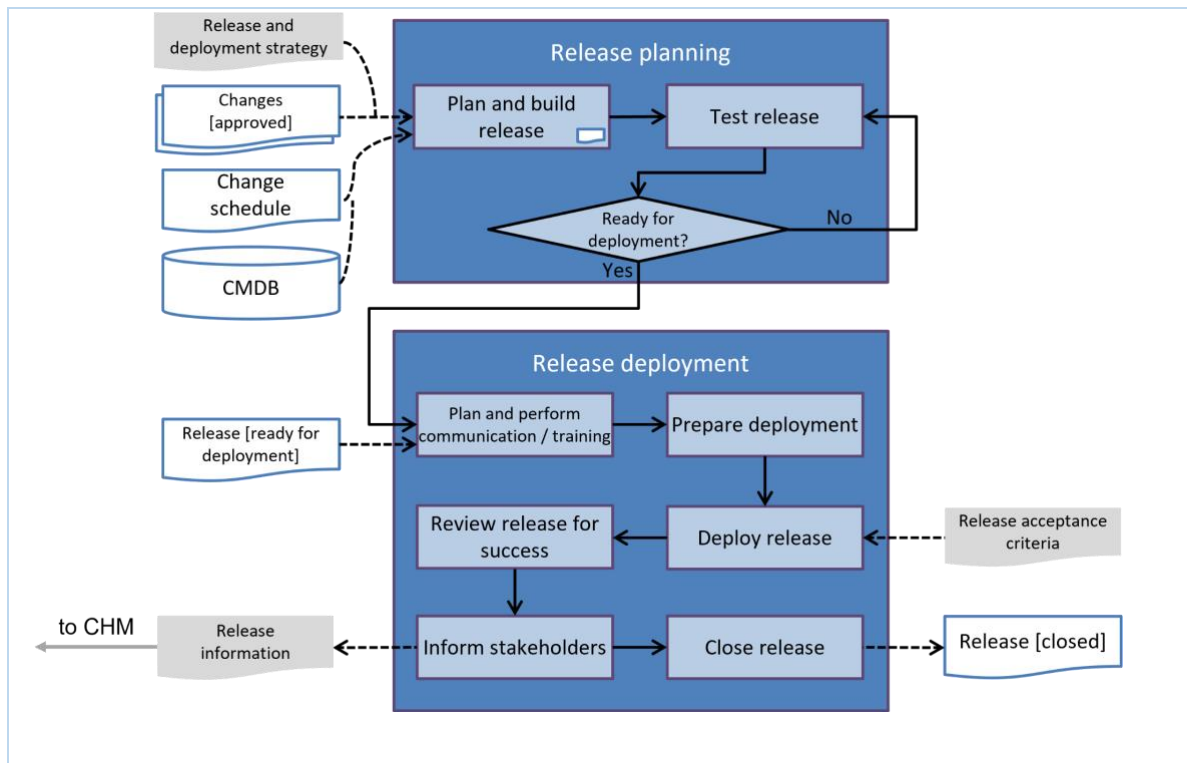 Release and
deployment strategy
Changes
[approved]
Change
schedule
CMDB
Release planning
Plan and build
release
Test release
Ready for
deployment?
No
Yes
Release deployment
Release [ready for
deployment]
Plan and perform
communication / training
Prepare deployment
Review release for
success
Deploy release
Release acceptance
criteria
to CHM
Release
information
Inform stakeholders
Close release
Release [closed]